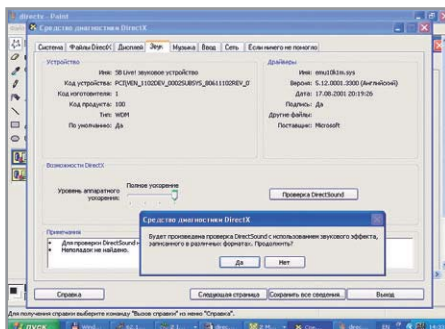 directx - Paint
Средство диагностики DirectX
Система Файлы DirectX Дисплей Звук Музыка Ввод Сеть Если ничего не помогло
Устройство
Имя: SB Live! звуковое устройство
Код устройства: PCI\VEN_1102DEV_0002SUBSYS_80611102REV_0
Код изготовителя: 1
Код продукта: 100
Тип: WDM
По умолчанию: Да
Драйверы
Имя: emu10k1m.sys
Версия: 5.12.0001.3300 (Английский)
Дата: 17.08.2001 20:19:26
Подпись: Да
Другие файлы:
Поставщик: Microsoft
Возможности DirectX
Уровень аппаратного ускорения:
Полное ускорение
Проверка DirectSound
Примечания
Для проверки DirectSound н
Неполадок не найдено.
Средство диагностики DirectX
Будет произведена проверка DirectSound с использованием звукового эффекта,
записанного в различных форматах. Продолжить?
Да Нет
Справка Следующая страница Сохранить все сведения Выход
Для получения справки выберите команду "Вызов справки" из меню "Справка".
пуск